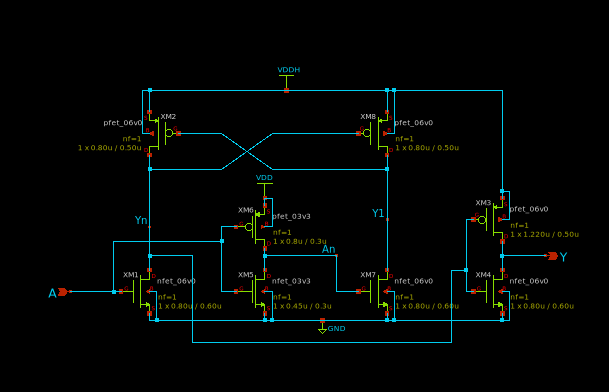 VDDH
XM2
pfet_06v0
nf=1
1 x 0.80u / 0.50u
XM8
pfet_06v0
nf=1
1 x 0.80u / 0.50u
VDD
XM6
pfet_03v3
nf=1
1 x 0.8u / 0.3u
XM3
pfet_06v0
nf=1
1 x 1.220u / 0.50u
Yn
Y1
An
Y
A
XM1
nfet_06v0
nf=1
1 x 0.80u / 0.60u
XM5
nfet_03v3
nf=1
1 x 0.45u / 0.3u
XM7
nfet_06v0
nf=1
1 x 0.80u / 0.60u
XM4
nfet_06v0
nf=1
1 x 0.80u / 0.60u
GND